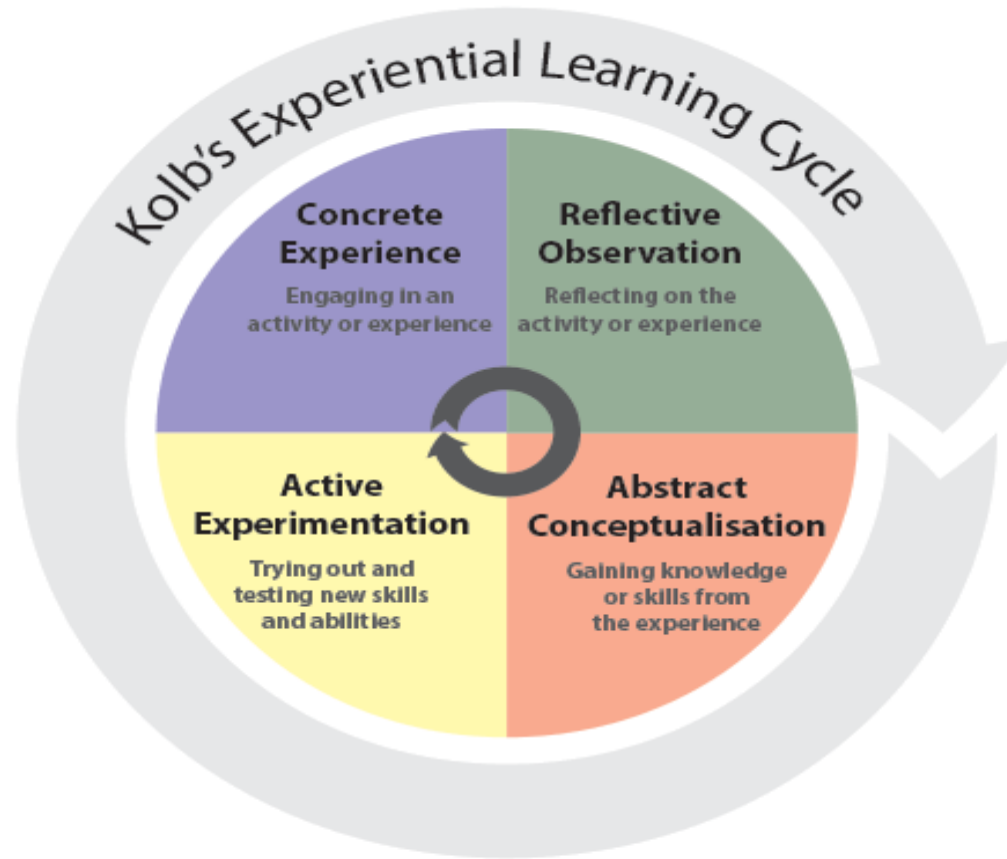 Kolb's Experiential Learning Cycle
Concrete
Experience
Engaging in an
activity or experience
Reflective
Observation
Reflecting on the
activity or experience
Active
Experimentation
Trying out and
testing new skills
and abilities
Abstract
Conceptualisation
Gaining knowledge
or skills from
the experience